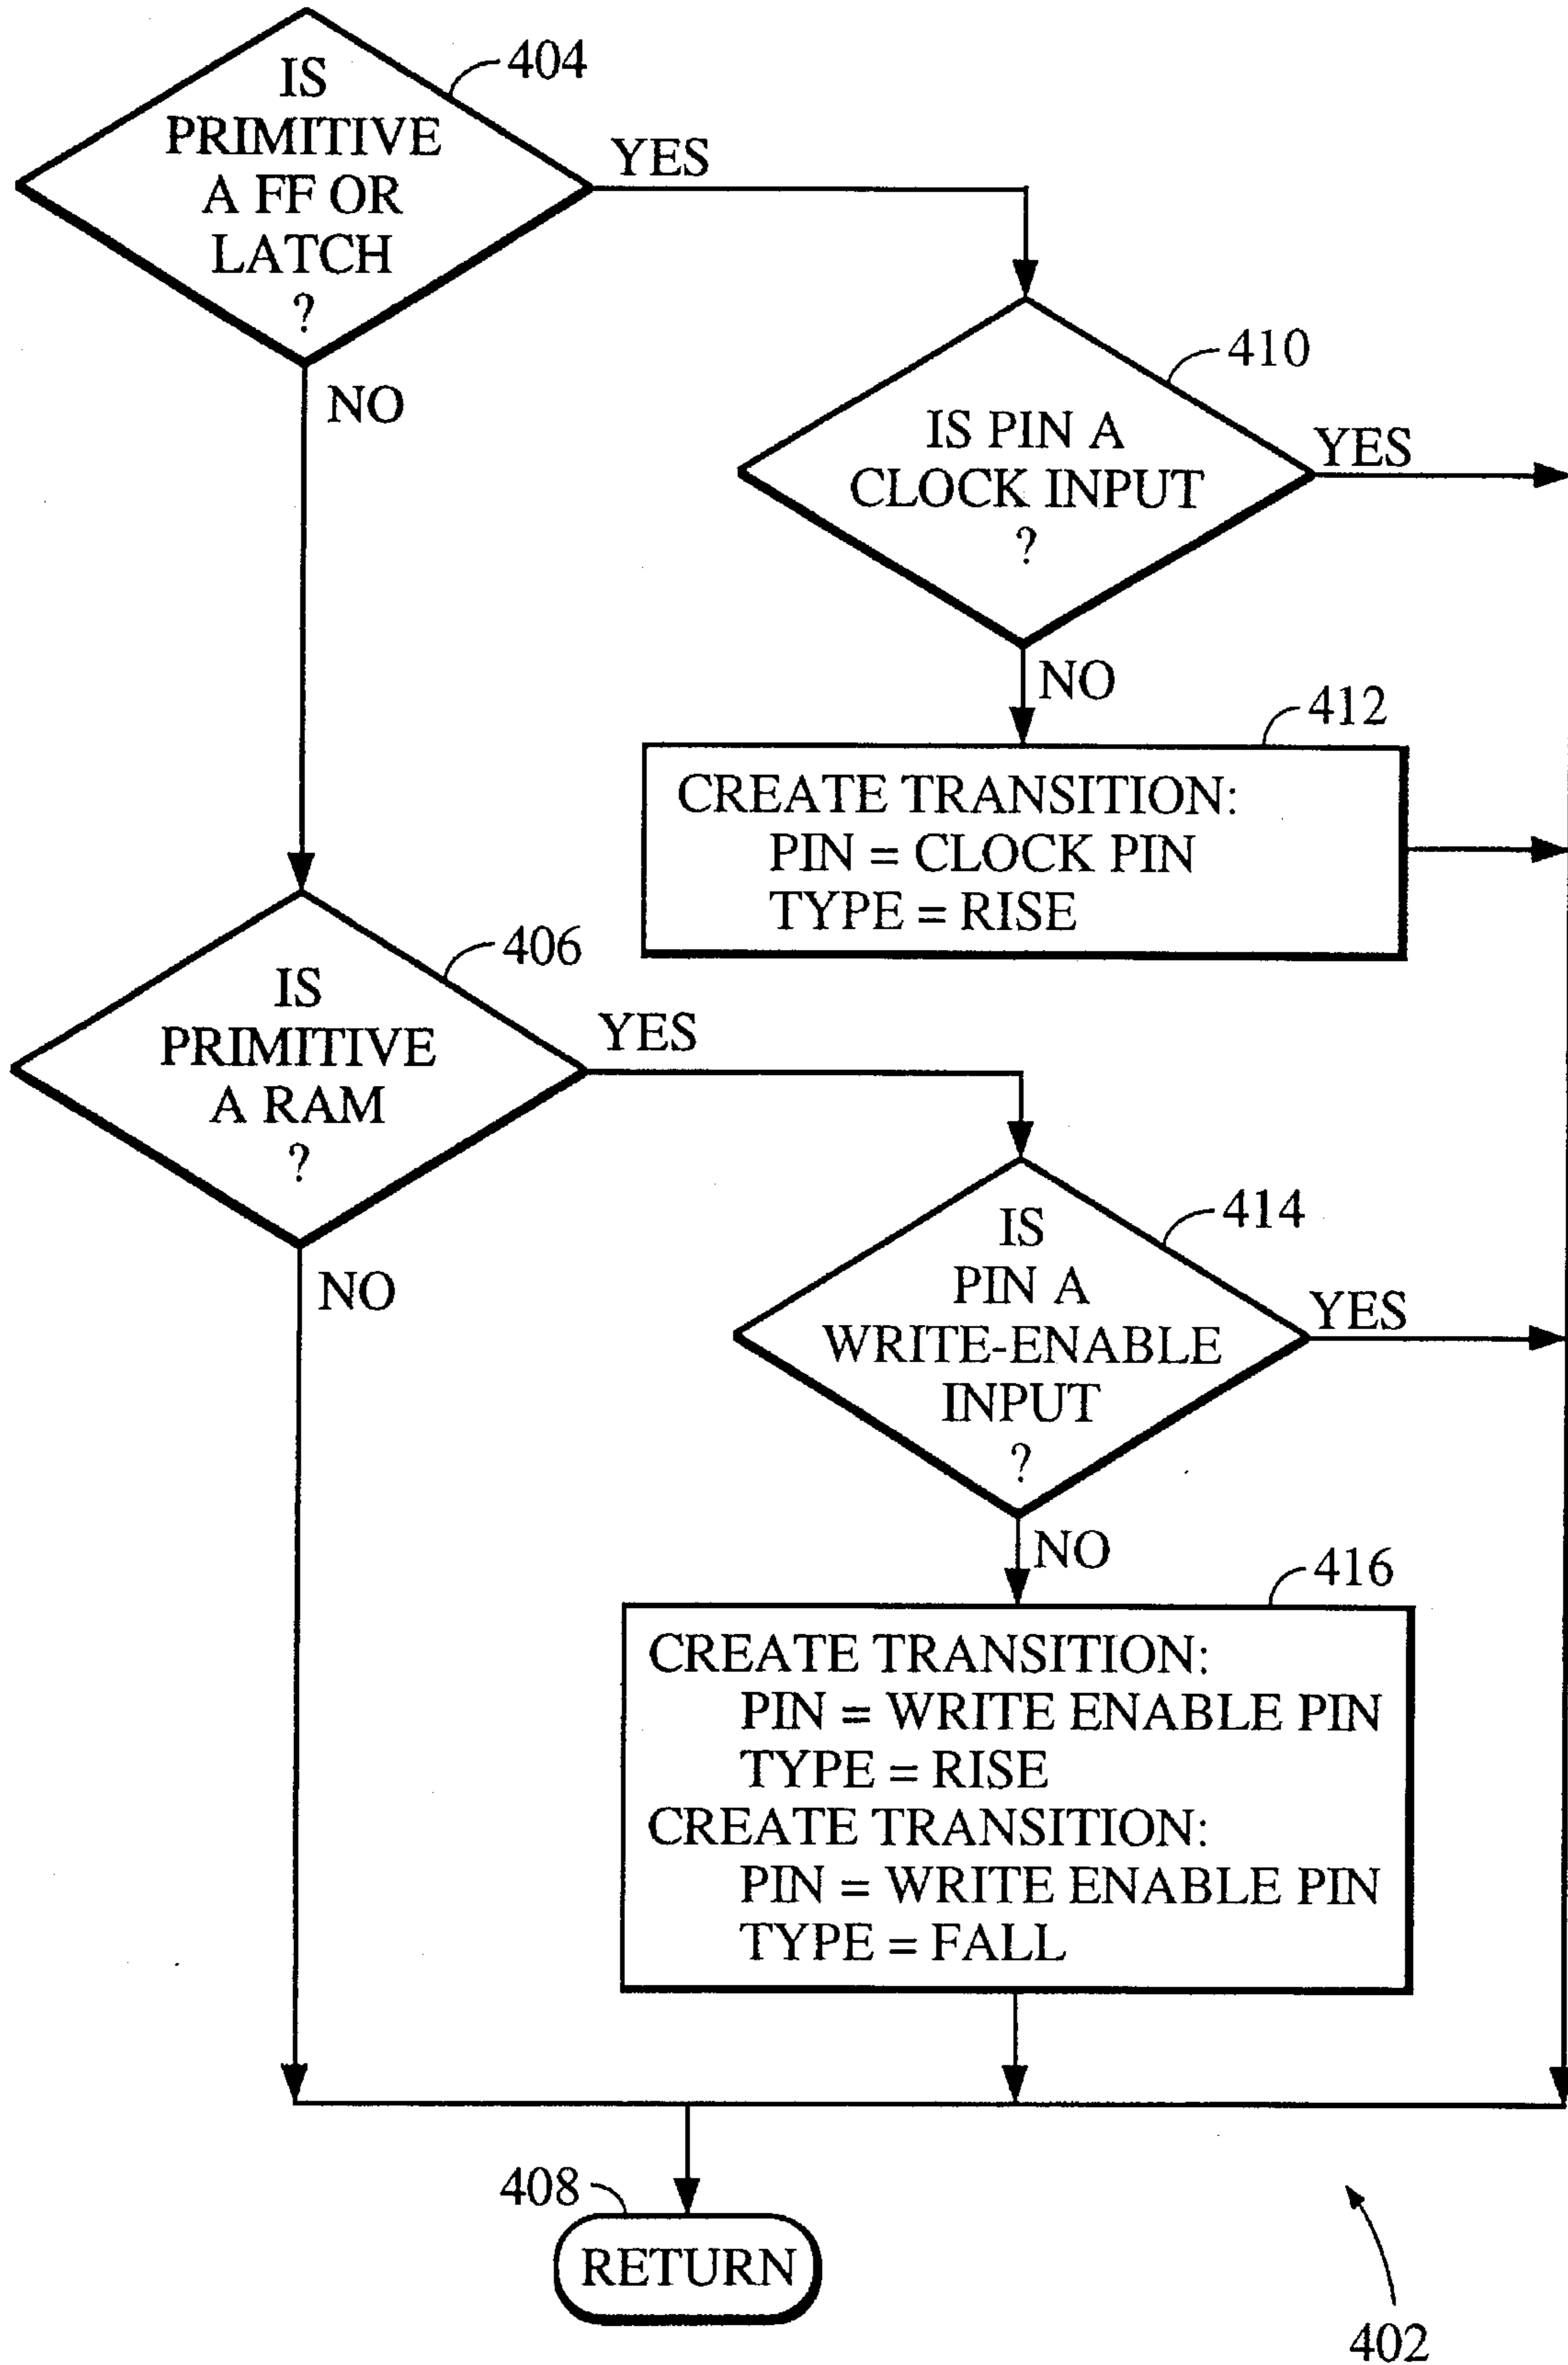 IS
PRIMITIVE
A FF OR
LATCH
?
404
YES
NO
410
IS PIN A
CLOCK INPUT
?
YES
NO
412
CREATE TRANSITION:
PIN = CLOCK PIN
TYPE = RISE
406
IS
PRIMITIVE
A RAM
?
YES
NO
414
IS
PIN A
WRITE-ENABLE
INPUT
?
YES
NO
416
CREATE TRANSITION:
PIN = WRITE ENABLE PIN
TYPE = RISE
CREATE TRANSITION:
PIN = WRITE ENABLE PIN
TYPE = FALL
408
RETURN
402